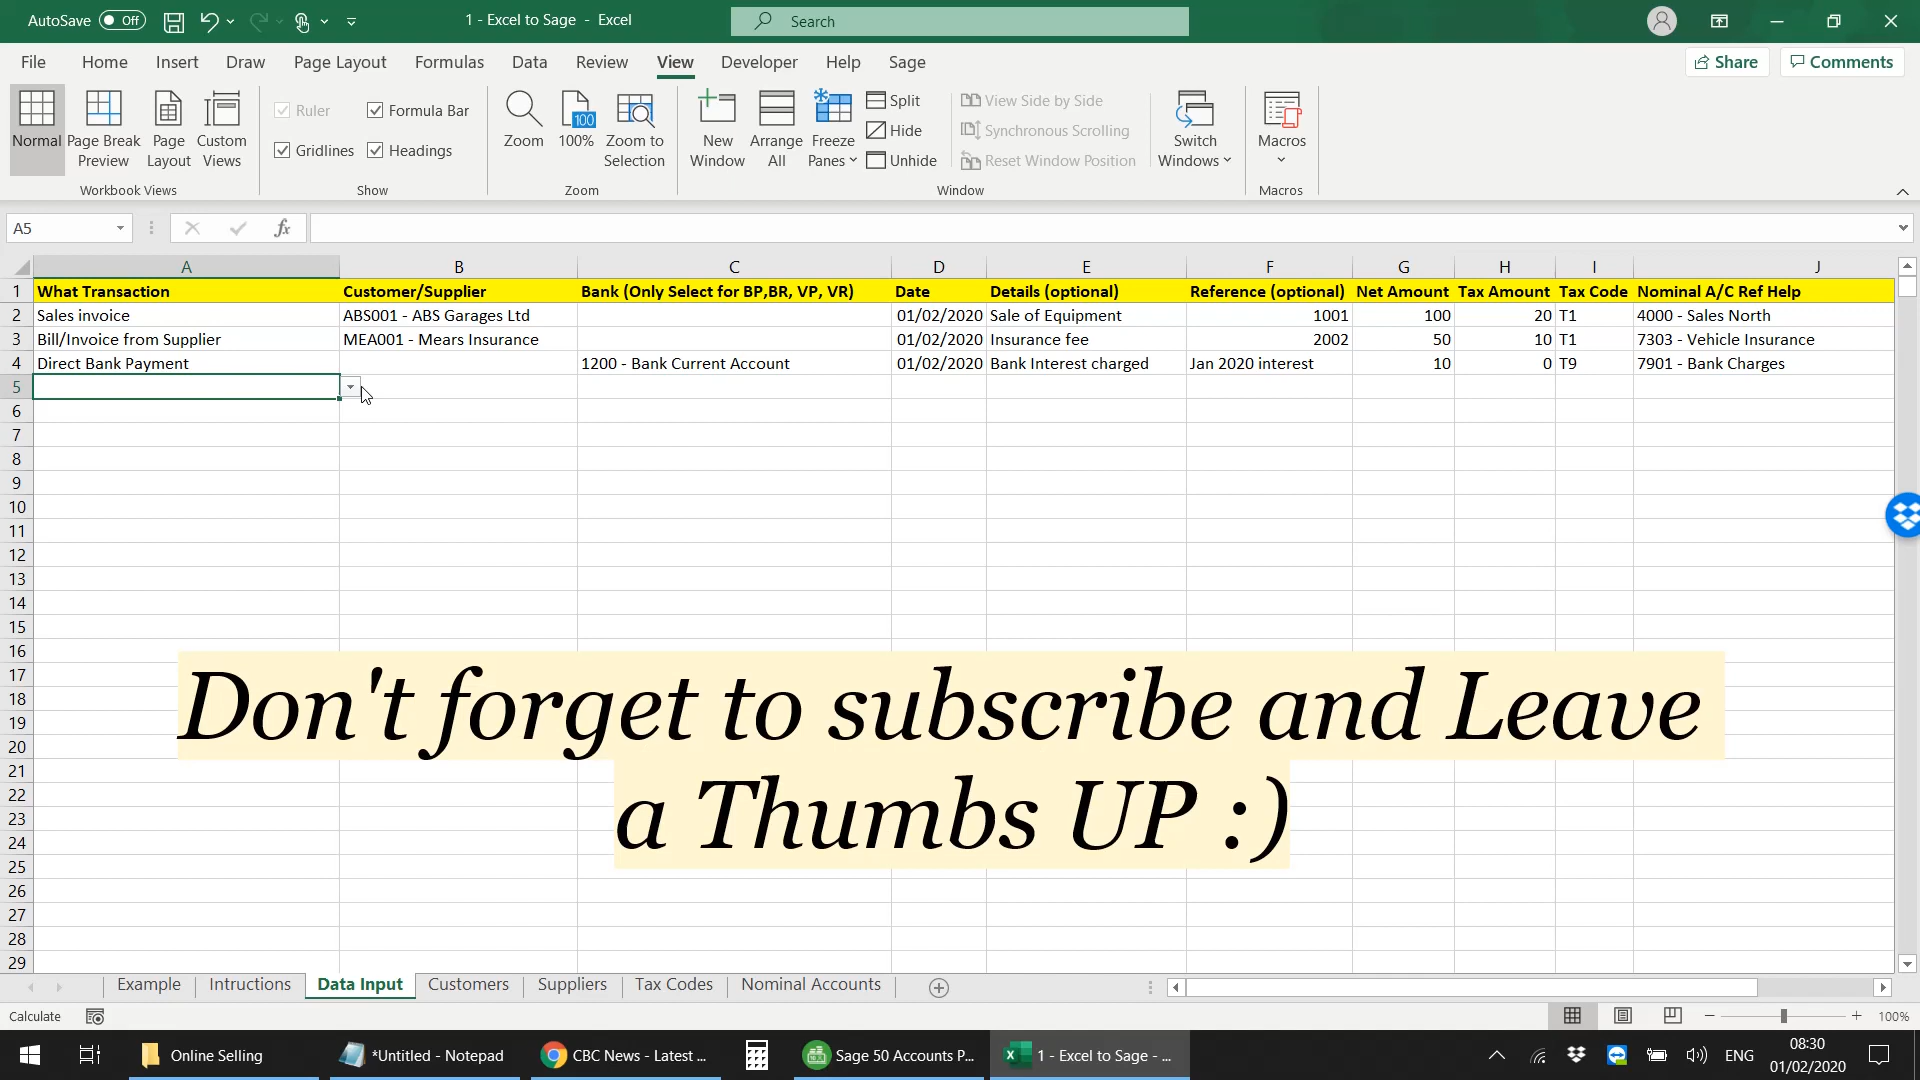 AutoSave Off 1 - Excel to Sage - Excel Search
File Home Insert Draw Page Layout Formulas Data Review View Developer Help Sage Share Comments
Normal
Page Break Preview
Page Layout
Custom Views
Workbook Views
Ruler Formula Bar
Gridlines Headings
Show
Zoom
100
100%
Zoom to Selection
Zoom
New Window
Arrange All
Freeze Panes
Split
Hide
Unhide
View Side by Side
Synchronous Scrolling
Reset Window Position
Switch Windows
Window
Macros
Macros
A5 fx
A B C D E F G H I J
1 What Transaction Customer/Supplier Bank (Only Select for BP,BR, VP, VR) Date Details (optional) Reference (optional) Net Amount Tax Amount Tax Code Nominal A/C Ref Help
2 Sales invoice ABS001 - ABS Garages Ltd 01/02/2020 Sale of Equipment 1001 100 20 T1 4000 - Sales North
3 Bill/Invoice from Supplier MEA001 - Mears Insurance 01/02/2020 Insurance fee 2002 50 10 T1 7303 - Vehicle Insurance
4 Direct Bank Payment 1200 - Bank Current Account 01/02/2020 Bank Interest charged Jan 2020 interest 10 0 T9 7901 - Bank Charges
5
6
7
8
9
10
11
12
13
14
15
16
17
18
19
20
21
22
23
24
25
26
27
28
29
Don't forget to subscribe and Leave
a Thumbs UP :)
Example Intructions Data Input Customers Suppliers Tax Codes Nominal Accounts
Calculate 100%
Online Selling *Untitled - Notepad CBC News - Latest ... Sage 50 Accounts P... 1 - Excel to Sage - ... ENG 08:30
01/02/2020